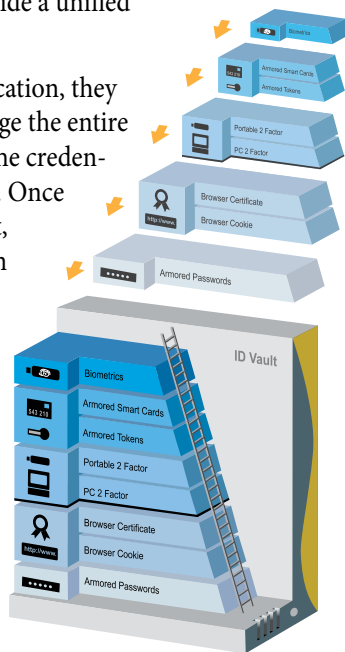 ide a unified
cation, they
ge the entire
ne creden-
. Once
t,
n
Biometrics
543 210
Armored Smart Cards
Armored Tokens
Portable 2 Factor
PC 2 Factor
Browser Certificate
http://www.
Browser Cookie
Armored Passwords
ID Vault
Biometrics
Armored Smart Cards
543 210
Armored Tokens
Portable 2 Factor
PC 2 Factor
Browser Certificate
http://www.
Browser Cookie
Armored Passwords